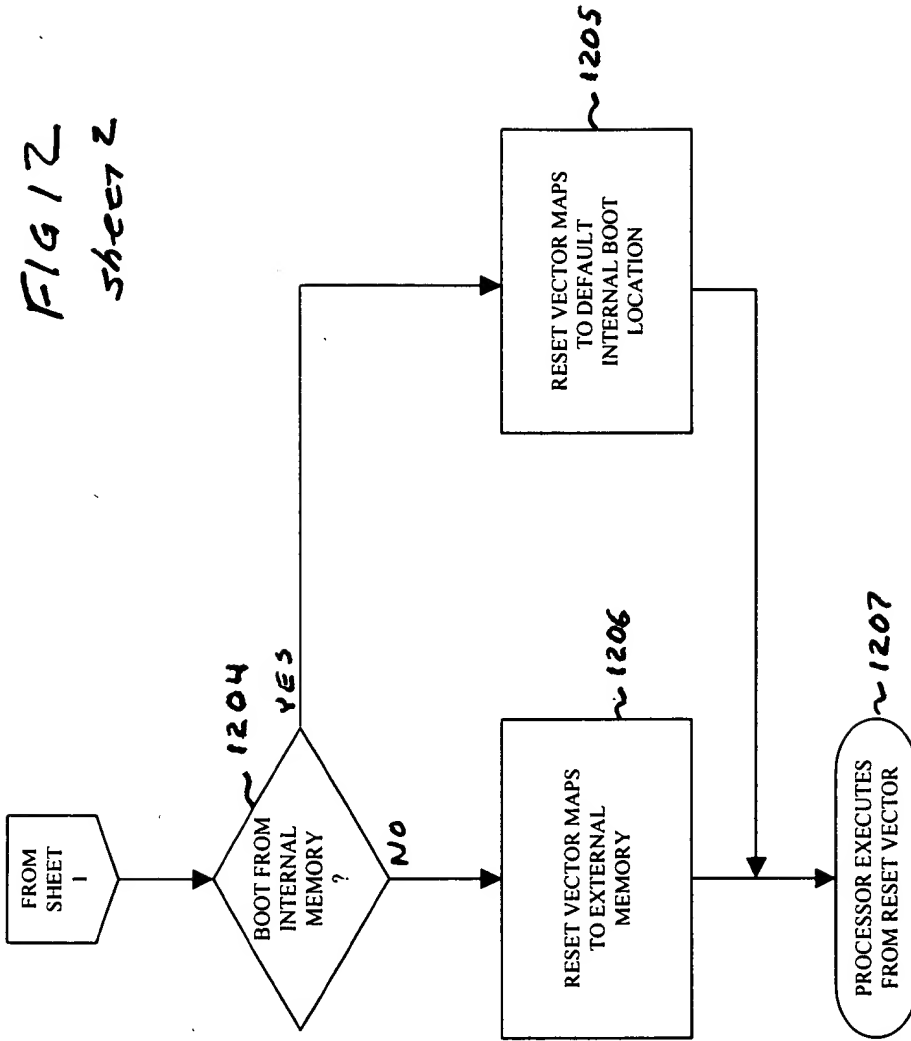 FIG 12
sheet 2
FROM
SHEET
1
BOOT FROM
INTERNAL
MEMORY
?
1204
YES
NO
RESET VECTOR MAPS
TO DEFAULT
INTERNAL BOOT
LOCATION
1205
RESET VECTOR MAPS
TO EXTERNAL
MEMORY
1206
PROCESSOR EXECUTES
FROM RESET VECTOR
1207